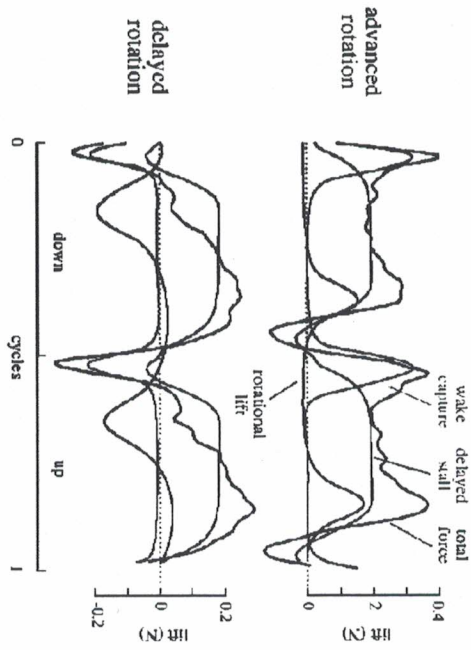 advanced
rotation
wake
capture
delayed
stall
total
force
rotational
lift
0.4
2
0
lift (N)
delayed
rotation
0.2
0
-0.2
lift (N)
0
down
up
1
cycles